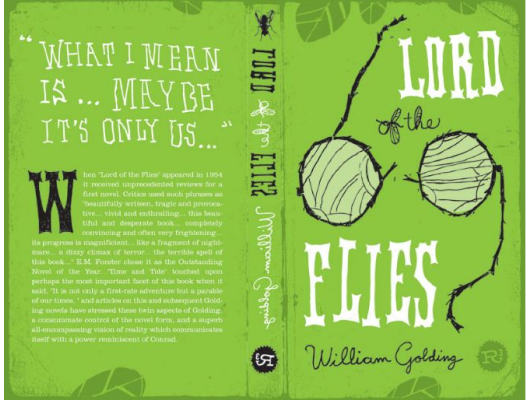 "WHAT I MEAN
IS ... MAYBE
IT'S ONLY US..."
When 'Lord of the Flies' appeared in 1954
it received unprecedented reviews for a
first novel. Critics used such phrases as
"beautifully written, tragic and provoca-
tive... vivid and enthralling... this beau-
tiful and desperate book... completely
convincing and often very frightening...
its progress is magnificent... like a fragment of night-
mare... a dizzy climax of terror... the terrible spell of
this book..." E.M. Forster chose it as the Outstanding
Novel of the Year. 'Time and Tide' touched upon
perhaps the most important facet of this book when it
said, "It is not only a first-rate adventure but a parable
of our times, " and articles on this and subsequent Gold-
ing novels have stressed these twin aspects of Golding:
a consummate control of the novel form, and a superb
all-encompassing vision of reality which communicates
itself with a power reminiscent of Conrad.
LORD of the FLIES William Golding
LORD
of the
FLIES
William Golding